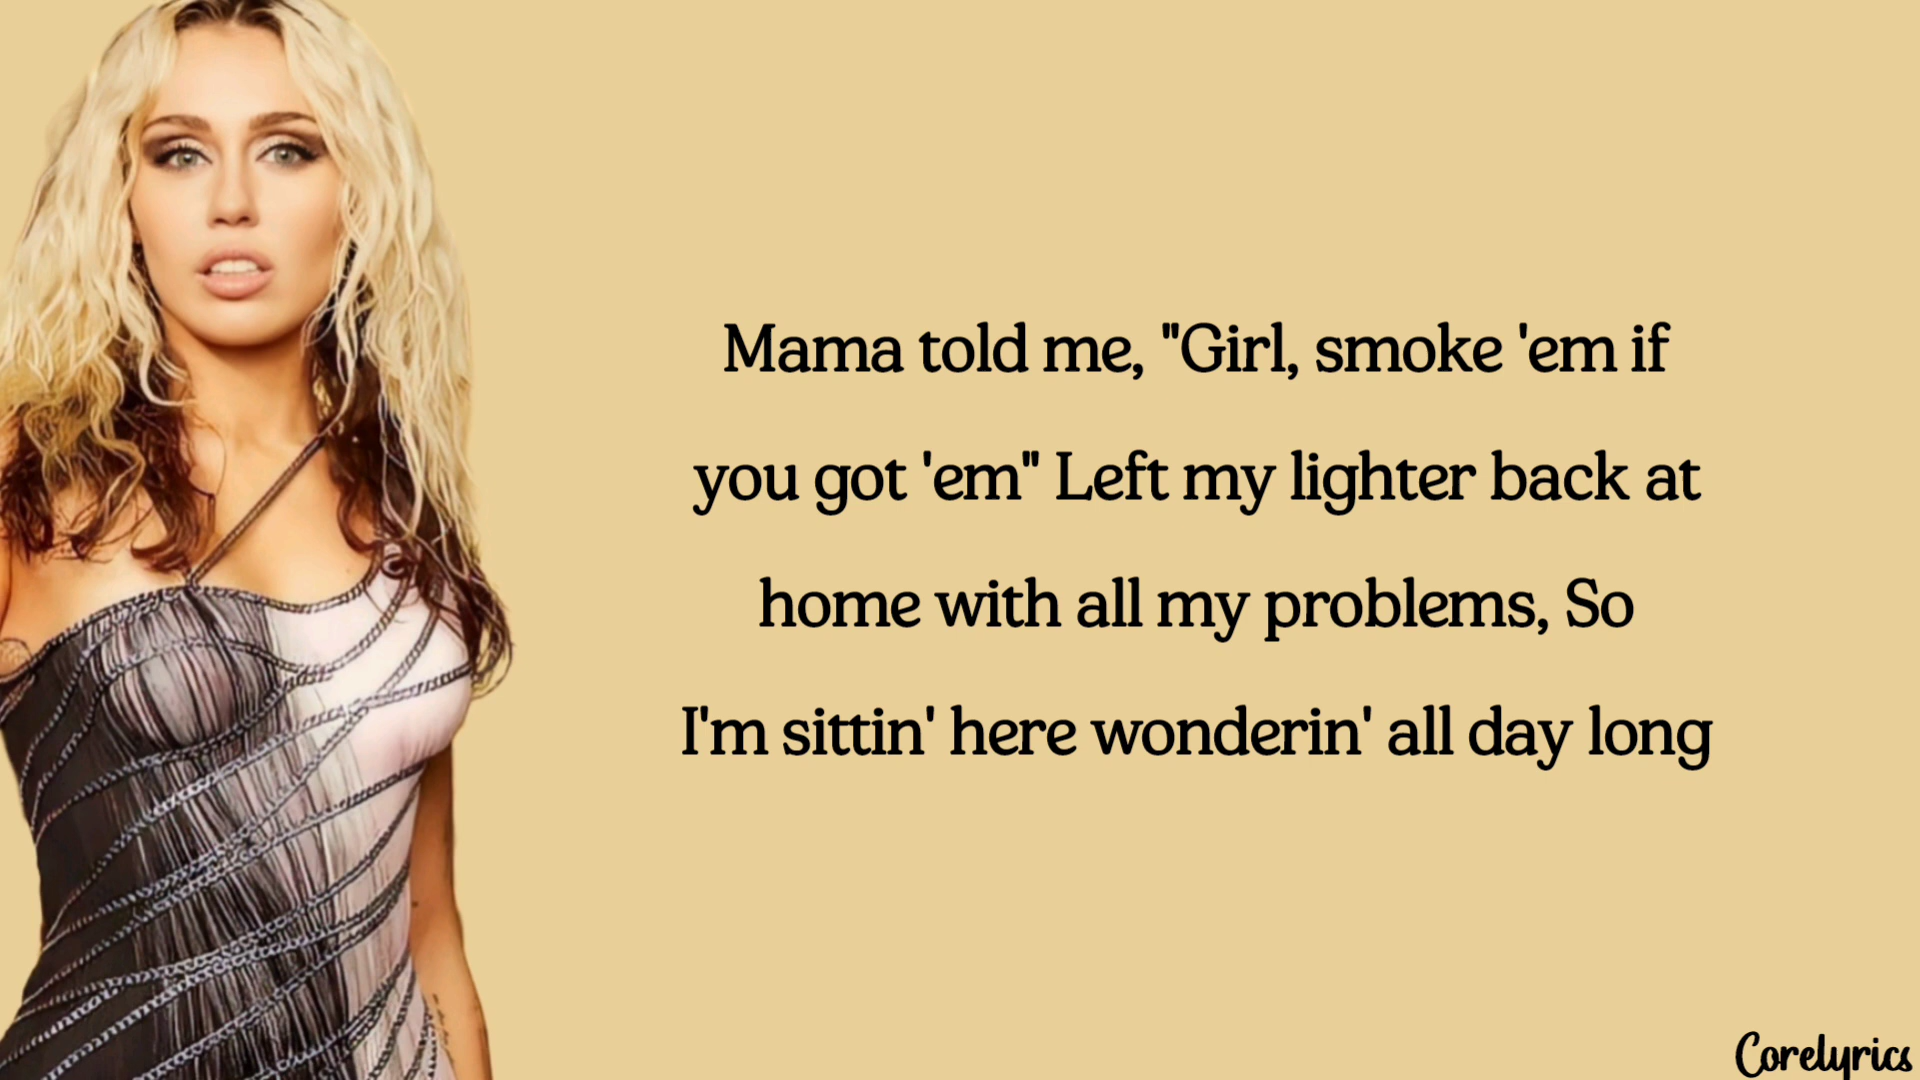 Mama told me, "Girl, smoke 'em if
you got 'em" Left my lighter back at
home with all my problems, So
I'm sittin' here wonderin' all day long
Corelyrics